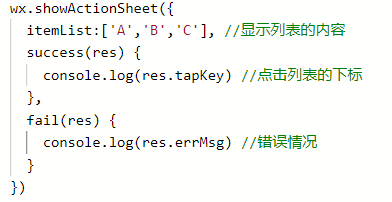 wx.showActionSheet({
  itemList:['A','B','C'], //显示列表的内容
  success(res) {
    console.log(res.tapKey) //点击列表的下标
  },
  fail(res) {
    console.log(res.errMsg) //错误情况
  }
})